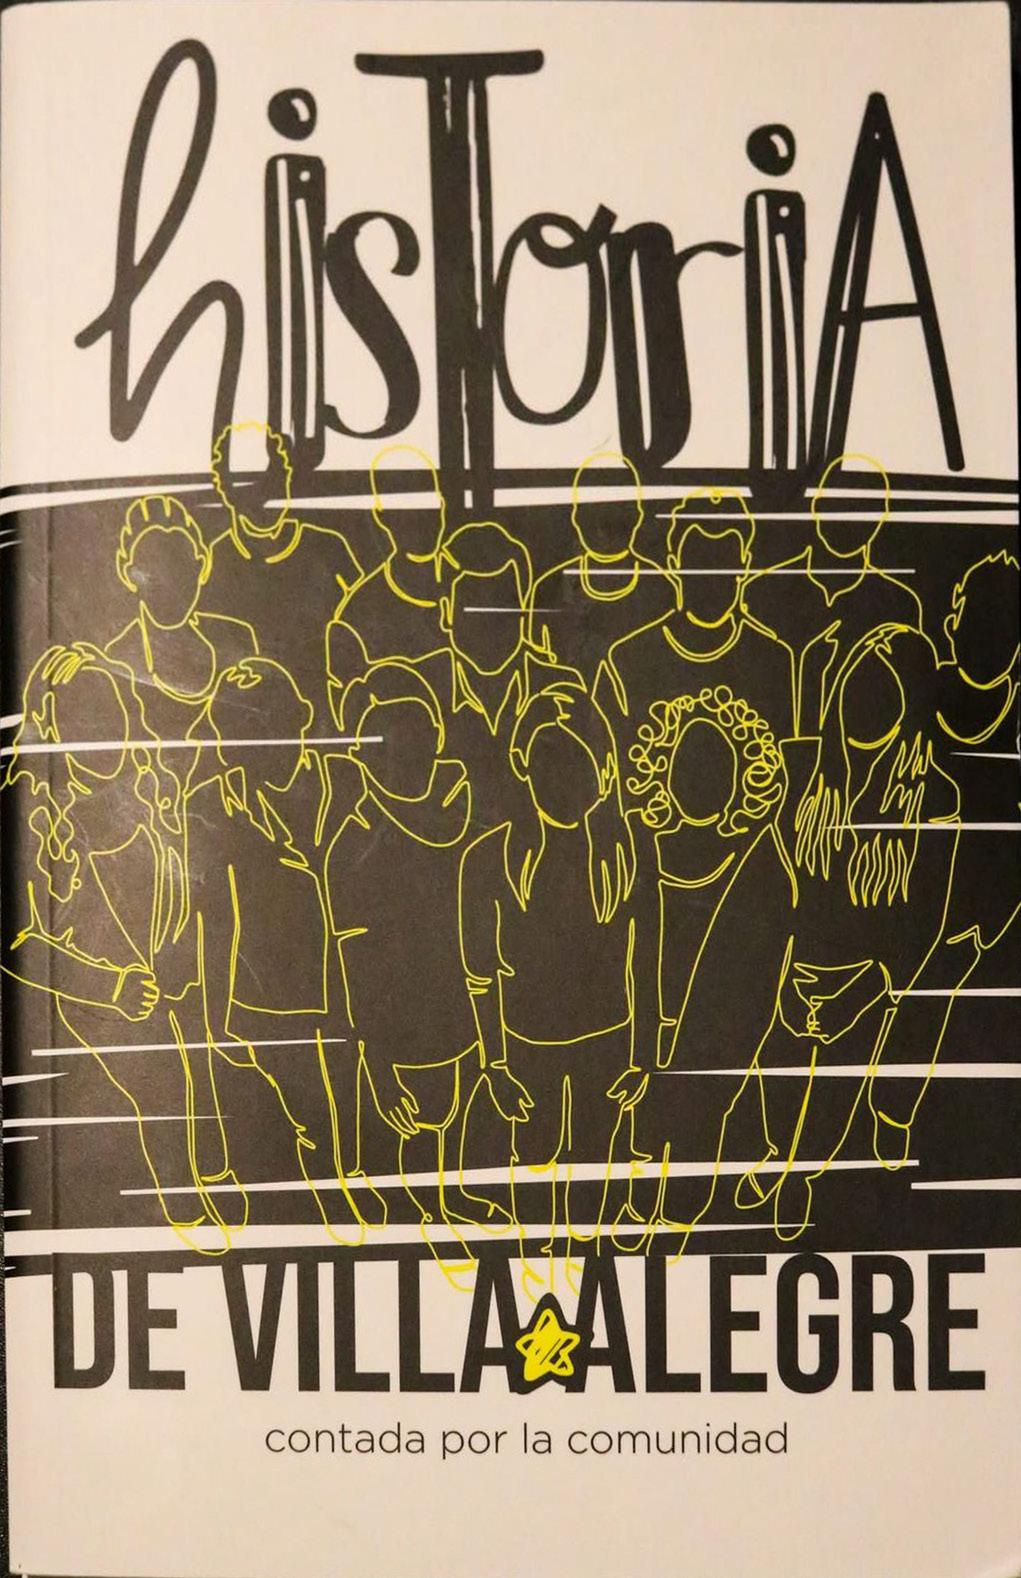 hisToriA
DE VILLA ALEGRE
contada por la comunidad